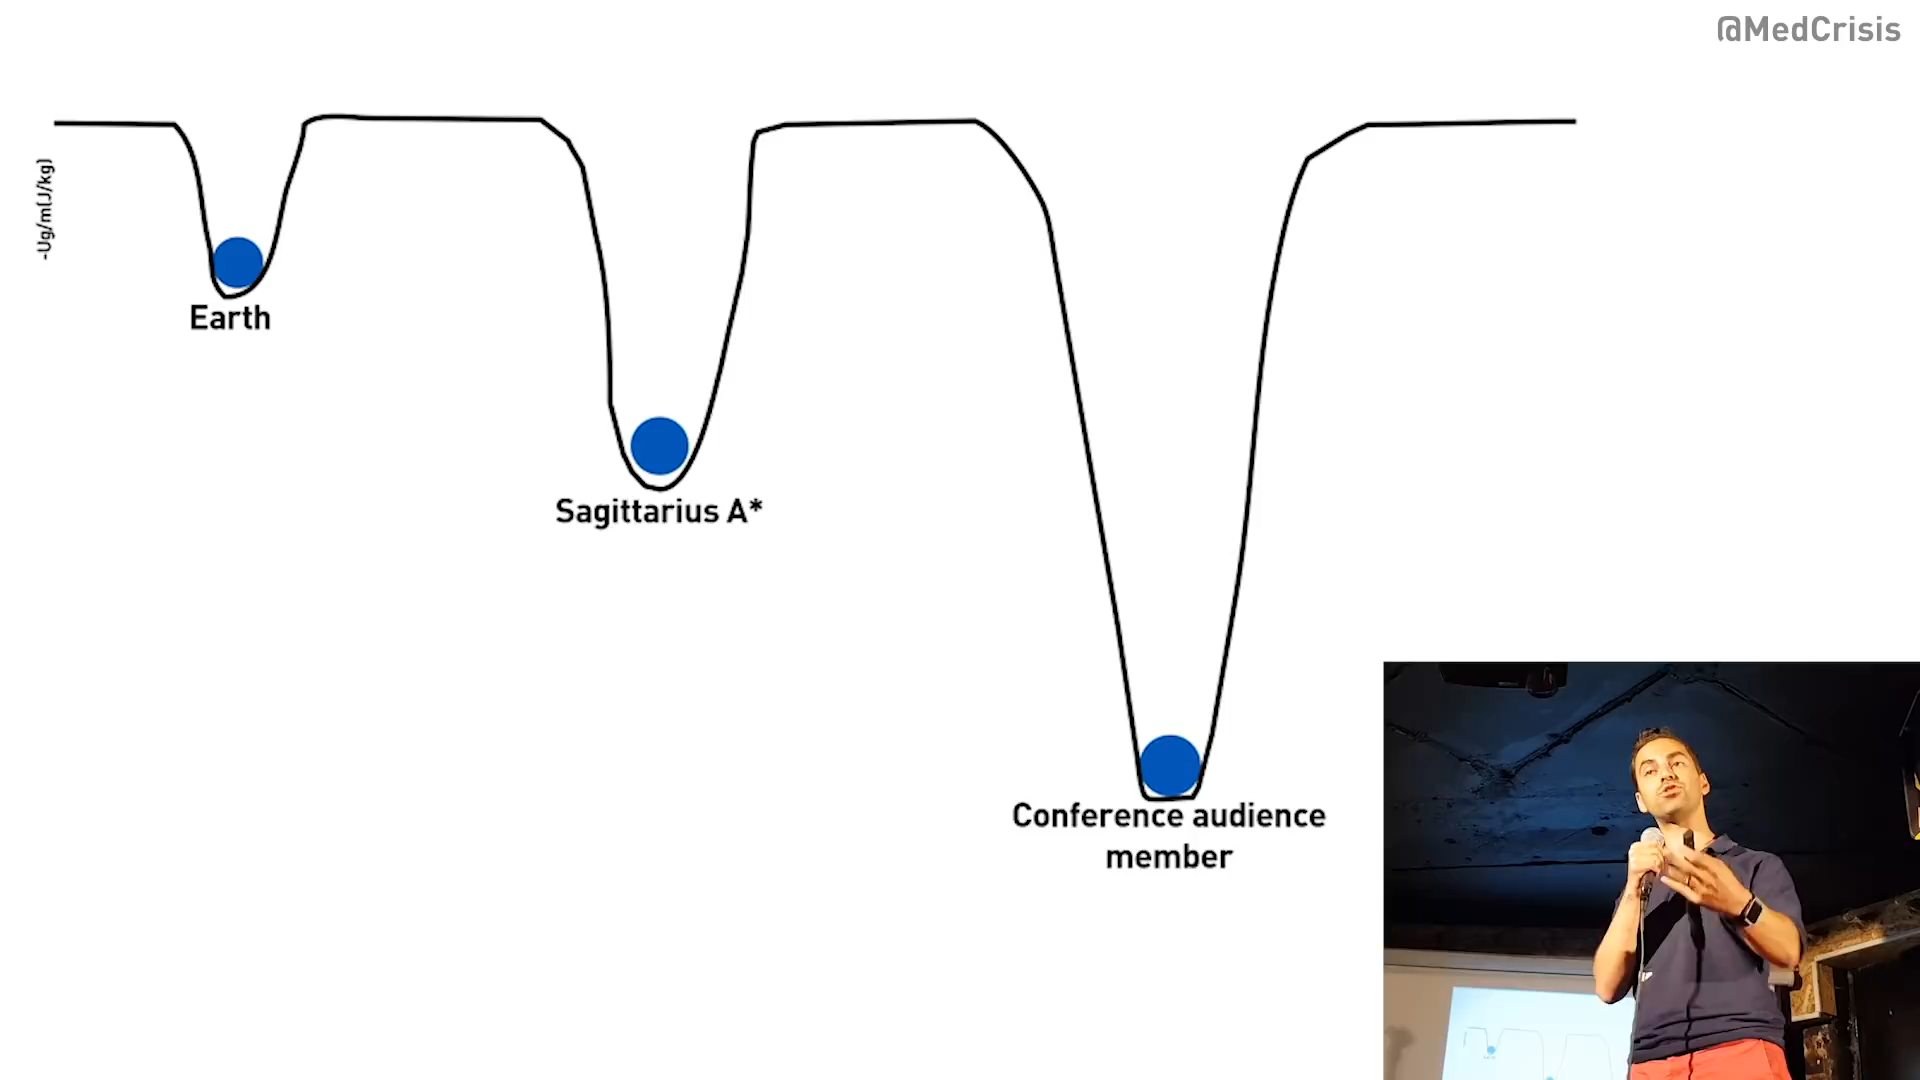 @MedCrisis
-Ug/m(J/kg)
Earth
Sagittarius A*
Conference audience
member